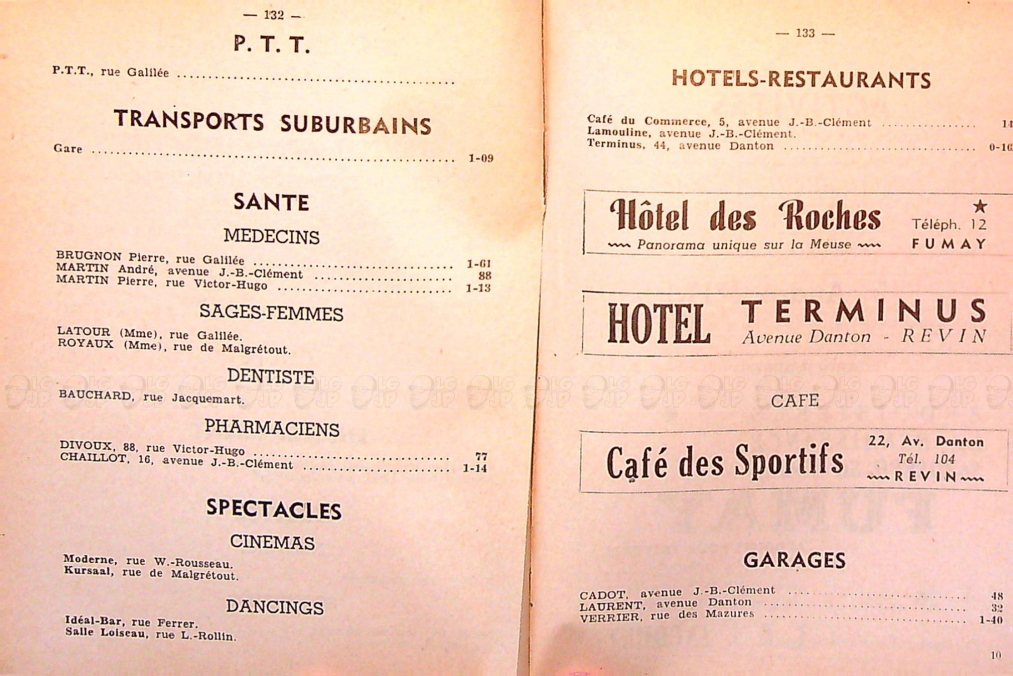 — 132 —
P. T. T.
P.T.T., rue Galilée ........................................
TRANSPORTS SUBURBAINS
Gare ........................................ 1-09
SANTE
MEDECINS
BRUGNON Pierre, rue Galilée ........................................ 1-61
MARTIN André, avenue J.-B.-Clément ........................................ 88
MARTIN Pierre, rue Victor-Hugo ........................................ 1-13
SAGES-FEMMES
LATOUR (Mme), rue Galilée.
ROYAUX (Mme), rue de Malgrétout.
DENTISTE
BAUCHARD, rue Jacquemart.
PHARMACIENS
DIVOUX, 88, rue Victor-Hugo ........................................ 77
CHAILLOT, 16, avenue J.-B.-Clément ........................................ 1-14
SPECTACLES
CINEMAS
Moderne, rue W.-Rousseau.
Kursaal, rue de Malgrétout.
DANCINGS
Idéal-Bar, rue Ferrer.
Salle Loiseau, rue L.-Rollin.
— 133 —
HOTELS-RESTAURANTS
Café du Commerce, 5, avenue J.-B.-Clément ................ 14
Lamouline, avenue J.-B.-Clément.
Terminus, 44, avenue Danton ................................
Hôtel des Roches
Téléph. 12
Panorama unique sur la Meuse
FUMAY
HOTEL TERMINUS
Avenue Danton - REVIN
CAFE
Café des Sportifs
22, Av. Danton
Tél. 104
REVIN
GARAGES
CADOT, avenue J.-B.-Clément ................................ 48
LAURENT, avenue Danton ................................ 32
VERRIER, rue des Mazures ................................ 1-40
10